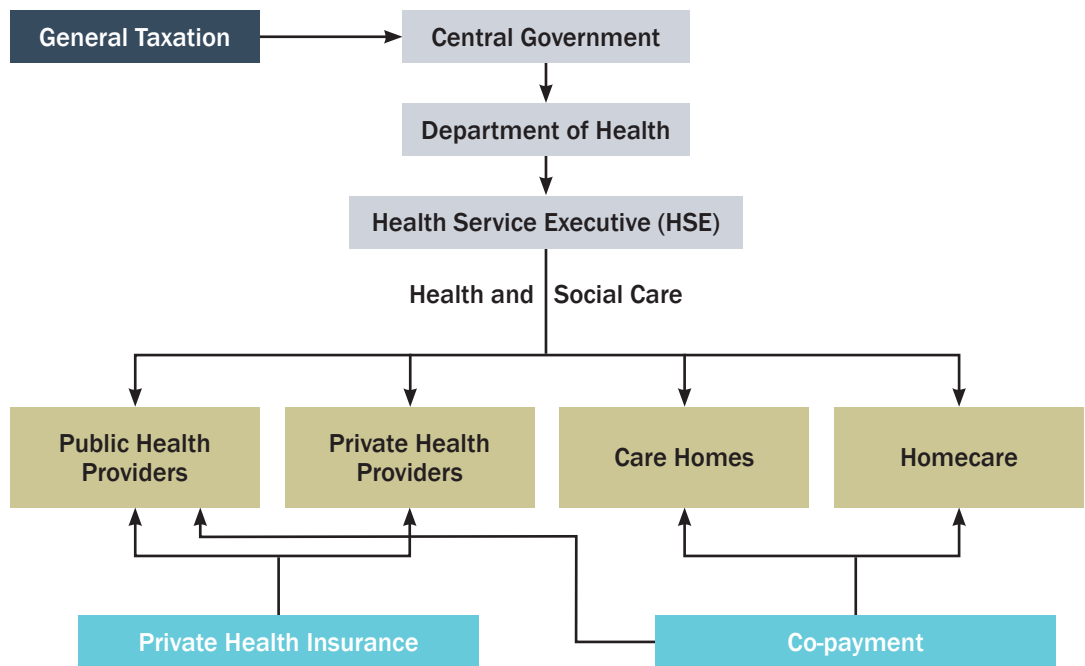 General Taxation
Central Government
Department of Health
Health Service Executive (HSE)
Health and Social Care
Public Health
Providers
Private Health
Providers
Care Homes
Homecare
Private Health Insurance
Co-payment